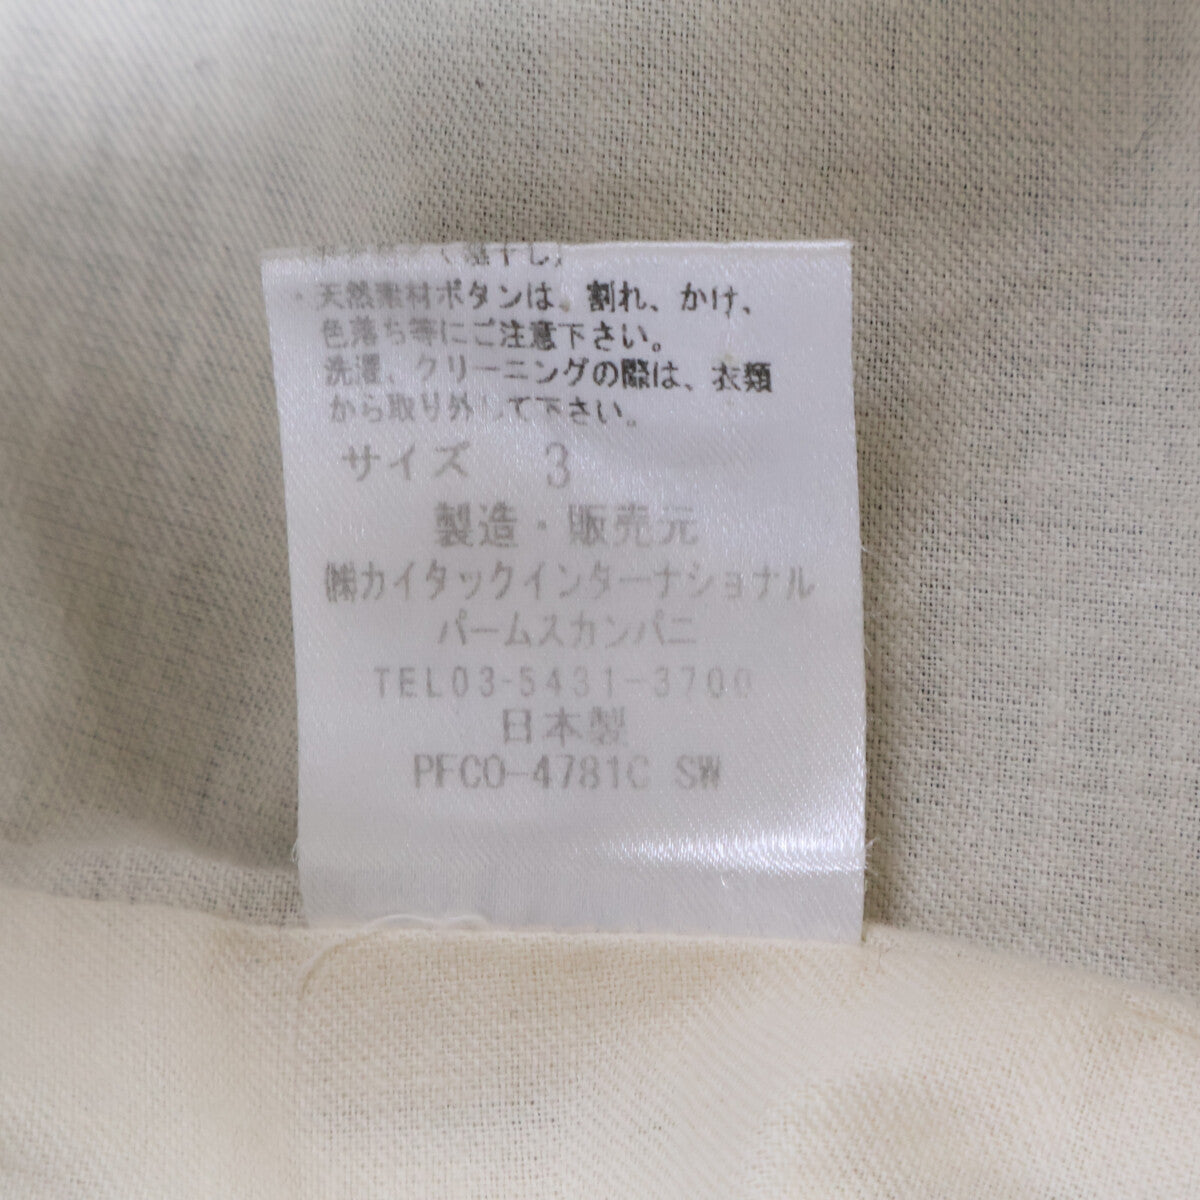 ・天然素材ボタンは、割れ、かけ、
色落ち等にご注意下さい。
洗濯、クリーニングの際は、衣類
から取り外して下さい。
サイズ 3
製造・販売元
㈱カイタックインターナショナル
パームスカンパニ
TEL03-5431-3700
日本製
PFCO-4781C SW